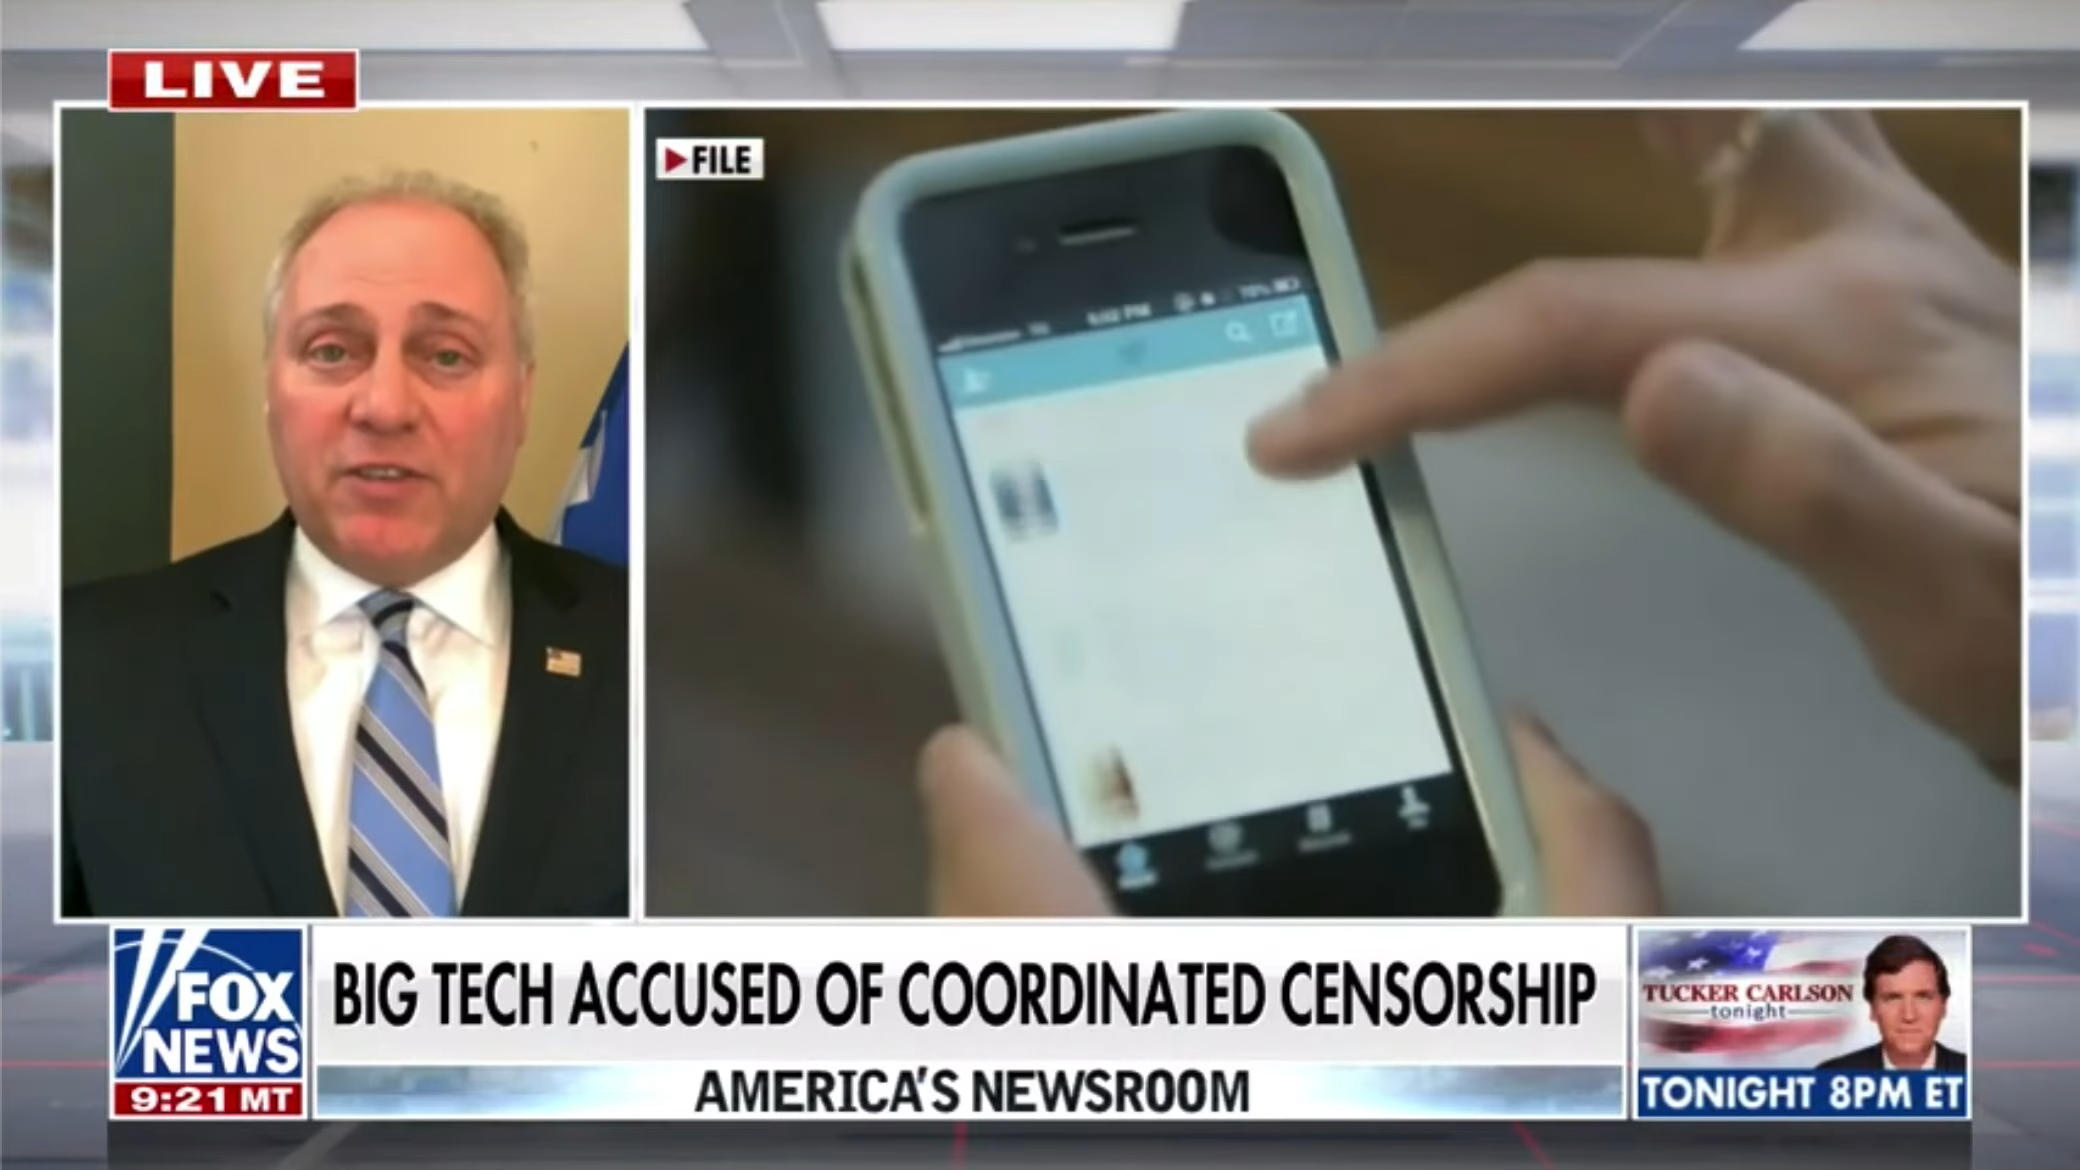 LIVE
FILE
BIG TECH ACCUSED OF COORDINATED CENSORSHIP
AMERICA'S NEWSROOM
FOX
NEWS
9:21 MT
TUCKER CARLSON
tonight
TONIGHT 8PM ET